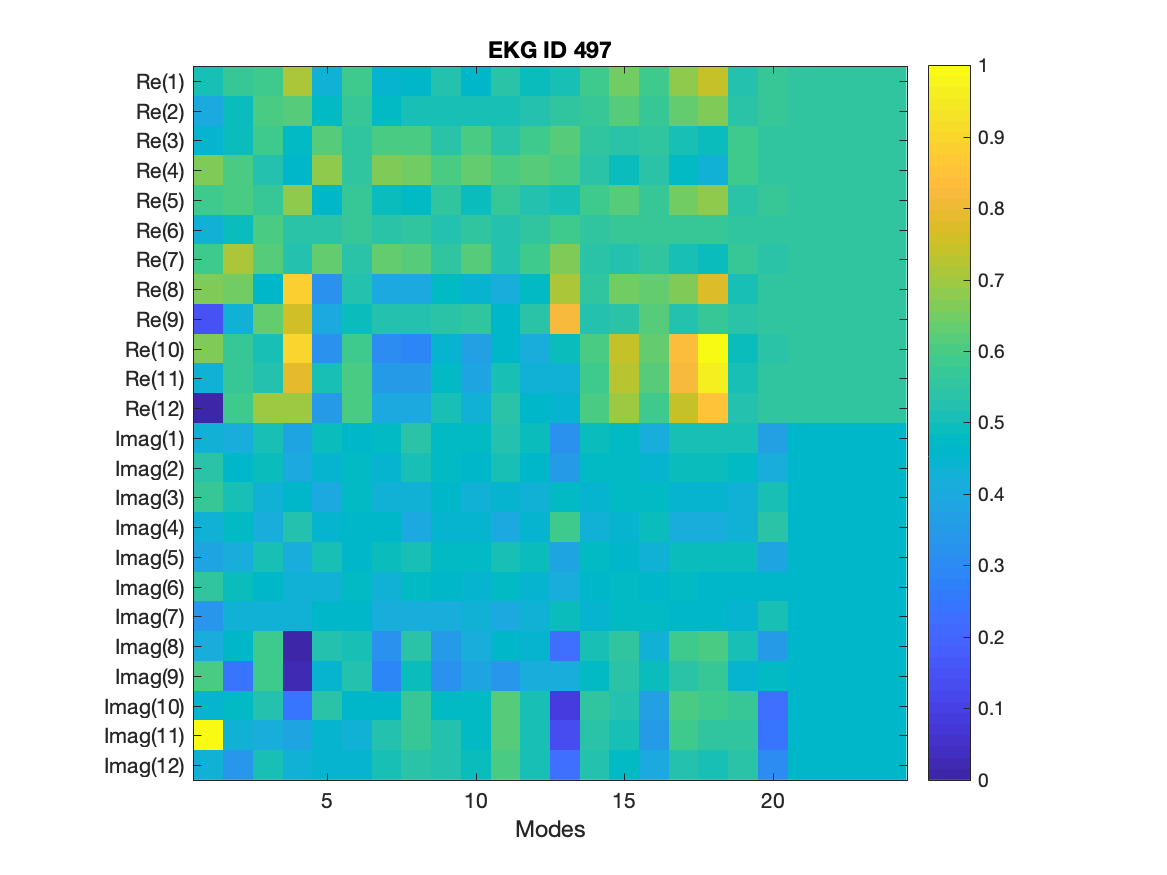 EKG ID 497
Re(1)
Re(2)
Re(3)
Re(4)
Re(5)
Re(6)
Re(7)
Re(8)
Re(9)
Re(10)
Re(11)
Re(12)
Imag(1)
Imag(2)
Imag(3)
Imag(4)
Imag(5)
Imag(6)
Imag(7)
Imag(8)
Imag(9)
Imag(10)
Imag(11)
Imag(12)
5 10 15 20
Modes
1
0.9
0.8
0.7
0.6
0.5
0.4
0.3
0.2
0.1
0